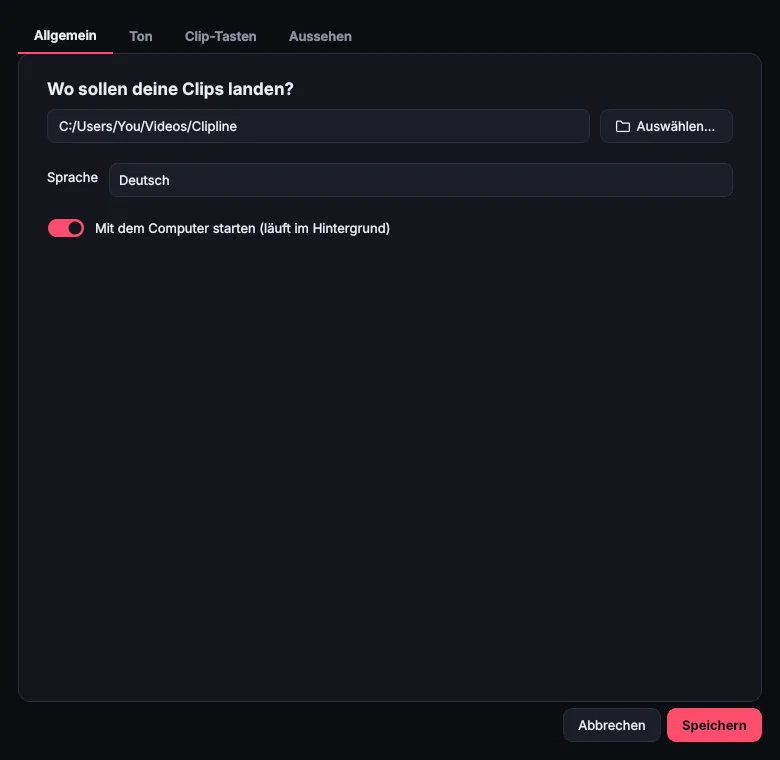 Allgemein Ton Clip-Tasten Aussehen
Wo sollen deine Clips landen?
C:/Users/You/Videos/Clipline Auswählen...
Sprache Deutsch
Mit dem Computer starten (läuft im Hintergrund)
Abbrechen Speichern